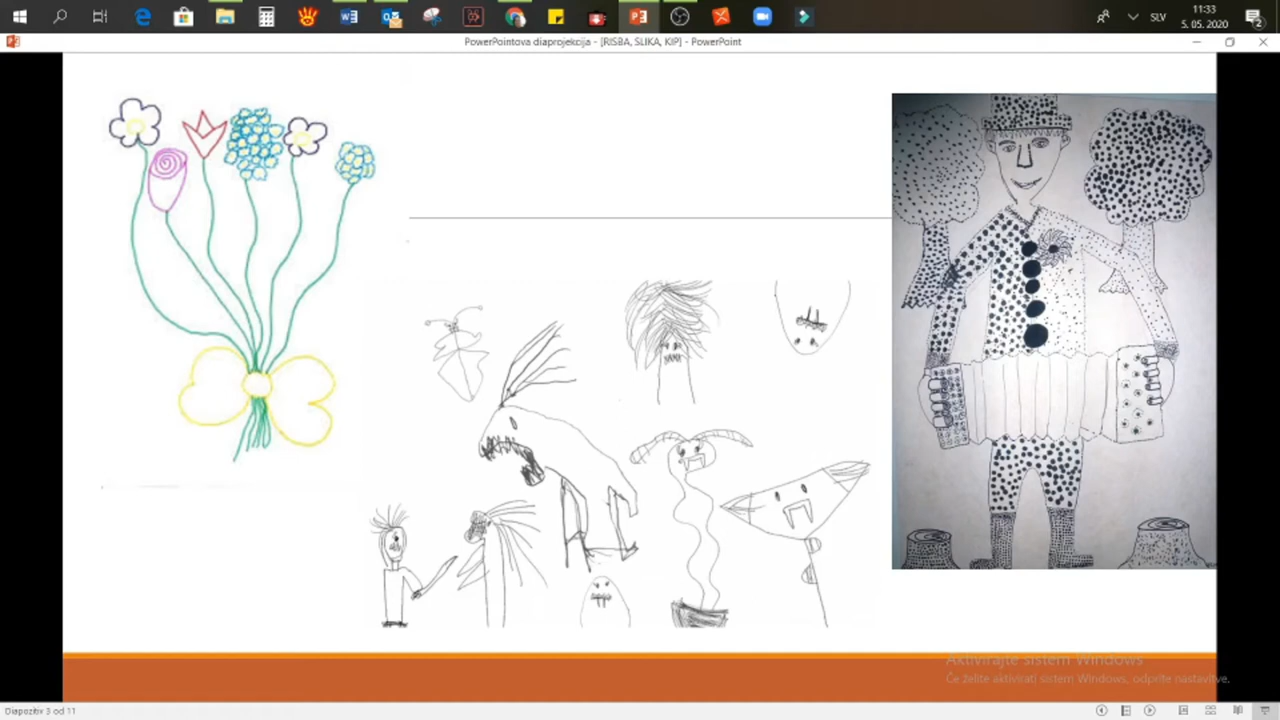 11:33
SLV
5. 05. 2020
2
PowerPointova diaprojekcija - [RISBA, SLIKA, KIP] - PowerPoint
Aktivirajte sistem Windows
Če želite aktivirati sistem Windows, odprite nastavitve.
Diapozitiv 3 od 11